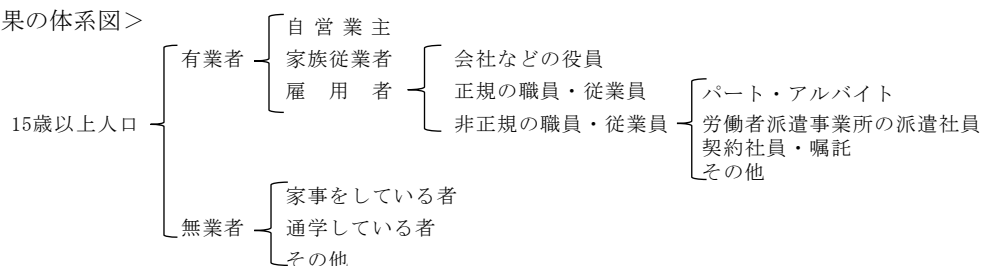 果の体系図＞
自 営 業 主
有業者 家族従業者 会社などの役員
雇 用 者 正規の職員・従業員 パート・アルバイト
15歳以上人口 非正規の職員・従業員 労働者派遣事業所の派遣社員
契約社員・嘱託
その他
家事をしている者
無業者 通学している者
その他